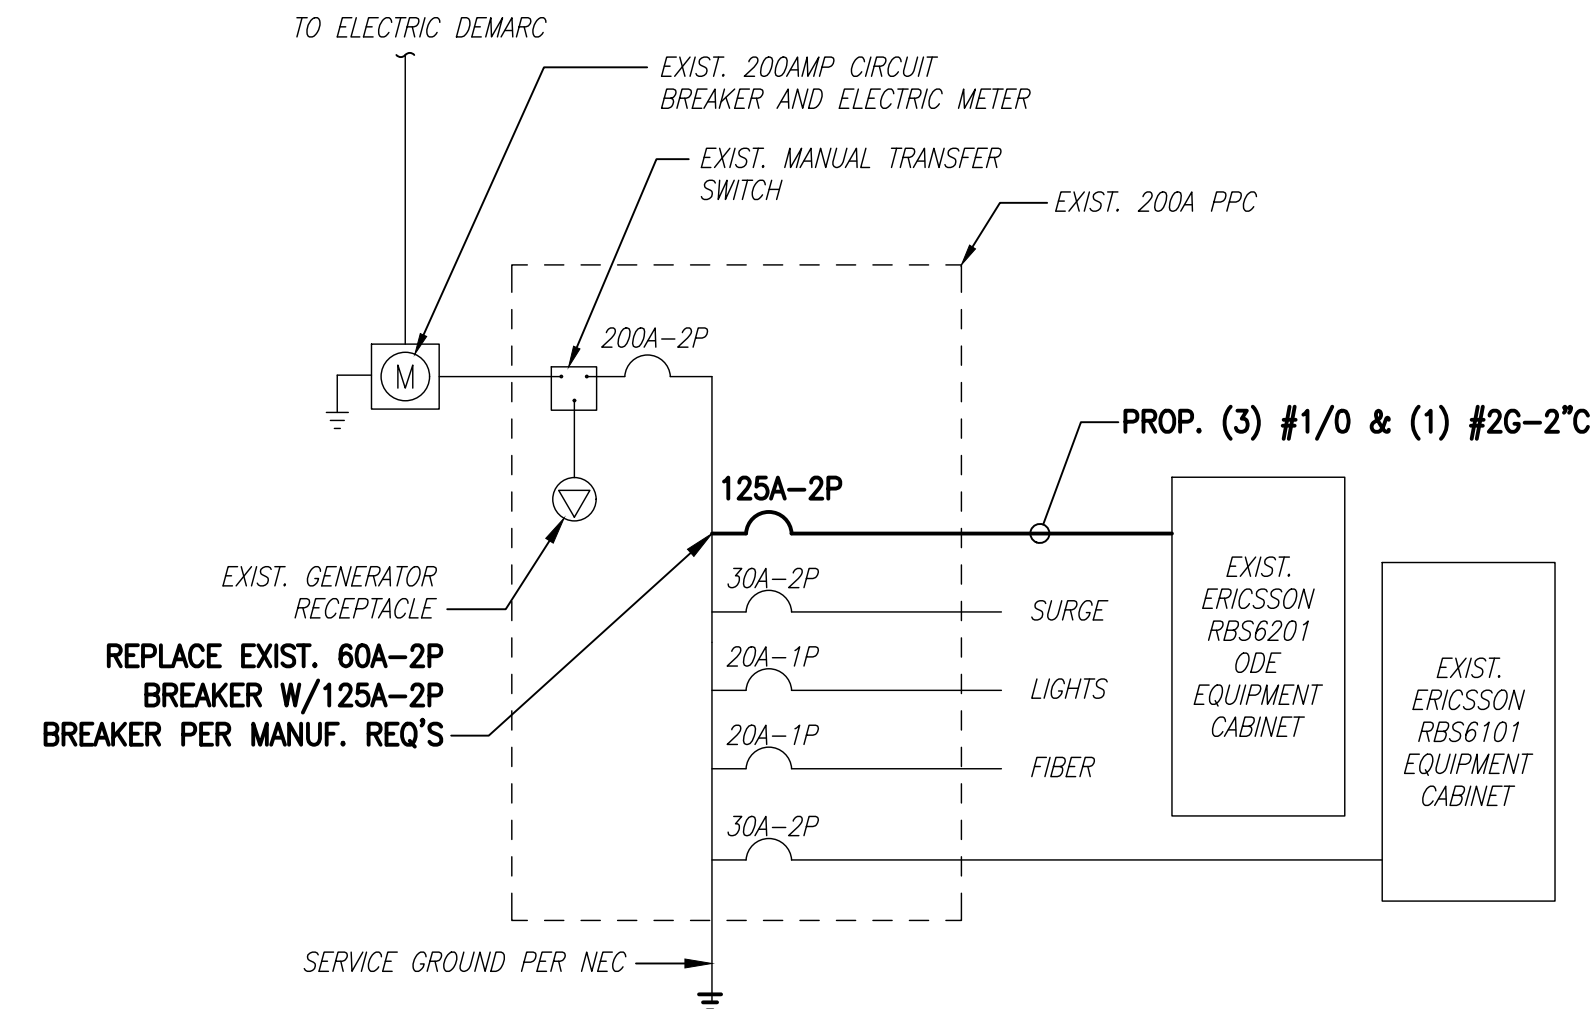 TO ELECTRIC DEMARC
EXIST. 200AMP CIRCUIT
BREAKER AND ELECTRIC METER
EXIST. MANUAL TRANSFER
SWITCH
EXIST. 200A PPC
200A-2P
M
PROP. (3) #1/0 & (1) #2G-2"C
125A-2P
EXIST. GENERATOR
RECEPTACLE
REPLACE EXIST. 60A-2P
BREAKER W/125A-2P
BREAKER PER MANUF. REQ'S
30A-2P
SURGE
20A-1P
LIGHTS
20A-1P
FIBER
30A-2P
EXIST.
ERICSSON
RBS6201
ODE
EQUIPMENT
CABINET
EXIST.
ERICSSON
RBS6101
EQUIPMENT
CABINET
SERVICE GROUND PER NEC